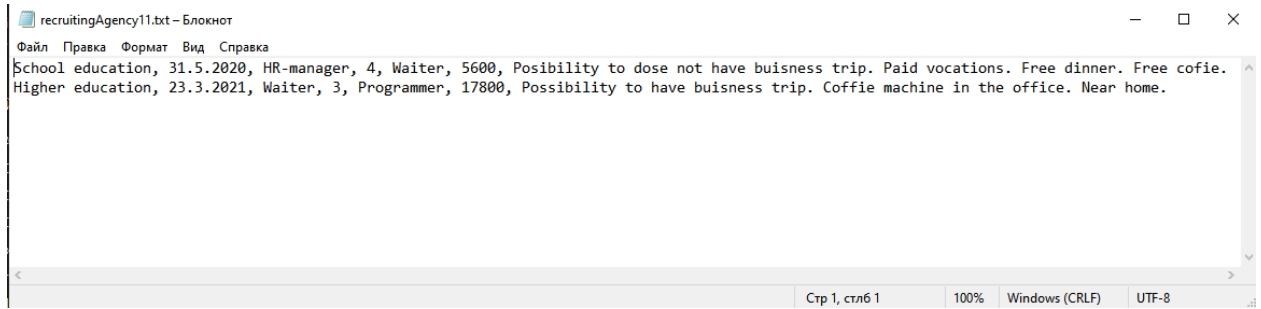 recruitingAgency11.txt – Блокнот
Файл Правка Формат Вид Справка
School education, 31.5.2020, HR-manager, 4, Waiter, 5600, Posibility to dose not have buisness trip. Paid vocations. Free dinner. Free cofie.
Higher education, 23.3.2021, Waiter, 3, Programmer, 17800, Possibility to have buisness trip. Coffie machine in the office. Near home.
Стр 1, стлб 1 100% Windows (CRLF) UTF-8